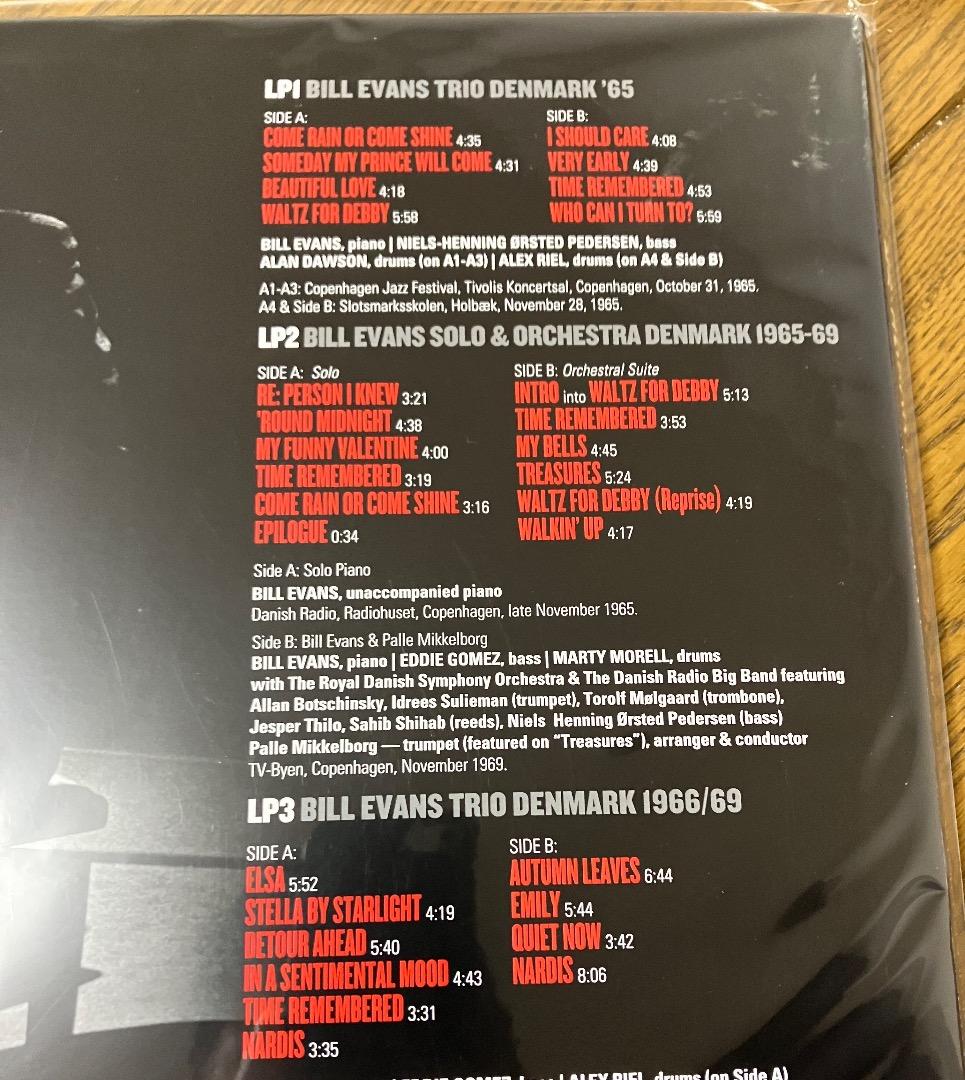 LP1 BILL EVANS TRIO DENMARK '65
SIDE A:
COME RAIN OR COME SHINE 4:35
SOMEDAY MY PRINCE WILL COME 4:31
BEAUTIFUL LOVE 4:18
WALTZ FOR DEBBY 5:58
SIDE B:
I SHOULD CARE 4:08
VERY EARLY 4:39
TIME REMEMBERED 4:53
WHO CAN I TURN TO? 5:59
BILL EVANS, piano | NIELS-HENNING ØRSTED PEDERSEN, bass
ALAN DAWSON, drums (on A1-A3) | ALEX RIEL, drums (on A4 & Side B)
A1-A3: Copenhagen Jazz Festival, Tivolis Koncertsal, Copenhagen, October 31, 1965.
A4 & Side B: Slotsmarksskolen, Holbæk, November 28, 1965.
LP2 BILL EVANS SOLO & ORCHESTRA DENMARK 1965-69
SIDE A: Solo
RE: PERSON I KNEW 3:21
'ROUND MIDNIGHT 4:38
MY FUNNY VALENTINE 4:00
TIME REMEMBERED 3:19
COME RAIN OR COME SHINE 3:16
EPILOGUE 0:34
SIDE B: Orchestral Suite
INTRO into WALTZ FOR DEBBY 5:13
TIME REMEMBERED 3:53
MY BELLS 4:45
TREASURES 5:24
WALTZ FOR DEBBY (Reprise) 4:19
WALKIN' UP 4:17
Side A: Solo Piano
BILL EVANS, unaccompanied piano
Danish Radio, Radiohuset, Copenhagen, late November 1965.
Side B: Bill Evans & Palle Mikkelborg
BILL EVANS, piano | EDDIE GOMEZ, bass | MARTY MORELL, drums
with The Royal Danish Symphony Orchestra & The Danish Radio Big Band featuring
Allan Botschinsky, Idrees Sulieman (trumpet), Torolf Mølgaard (trombone),
Jesper Thilo, Sahib Shihab (reeds), Niels Henning Ørsted Pedersen (bass)
Palle Mikkelborg — trumpet (featured on "Treasures"), arranger & conductor
TV-Byen, Copenhagen, November 1969.
LP3 BILL EVANS TRIO DENMARK 1966/69
SIDE A:
ELSA 5:52
STELLA BY STARLIGHT 4:19
DETOUR AHEAD 5:40
IN A SENTIMENTAL MOOD 4:43
TIME REMEMBERED 3:31
NARDIS 3:35
SIDE B:
AUTUMN LEAVES 6:44
EMILY 5:44
QUIET NOW 3:42
NARDIS 8:06
EDDIE GOMEZ, bass | ALEX RIEL, drums (on Side A)